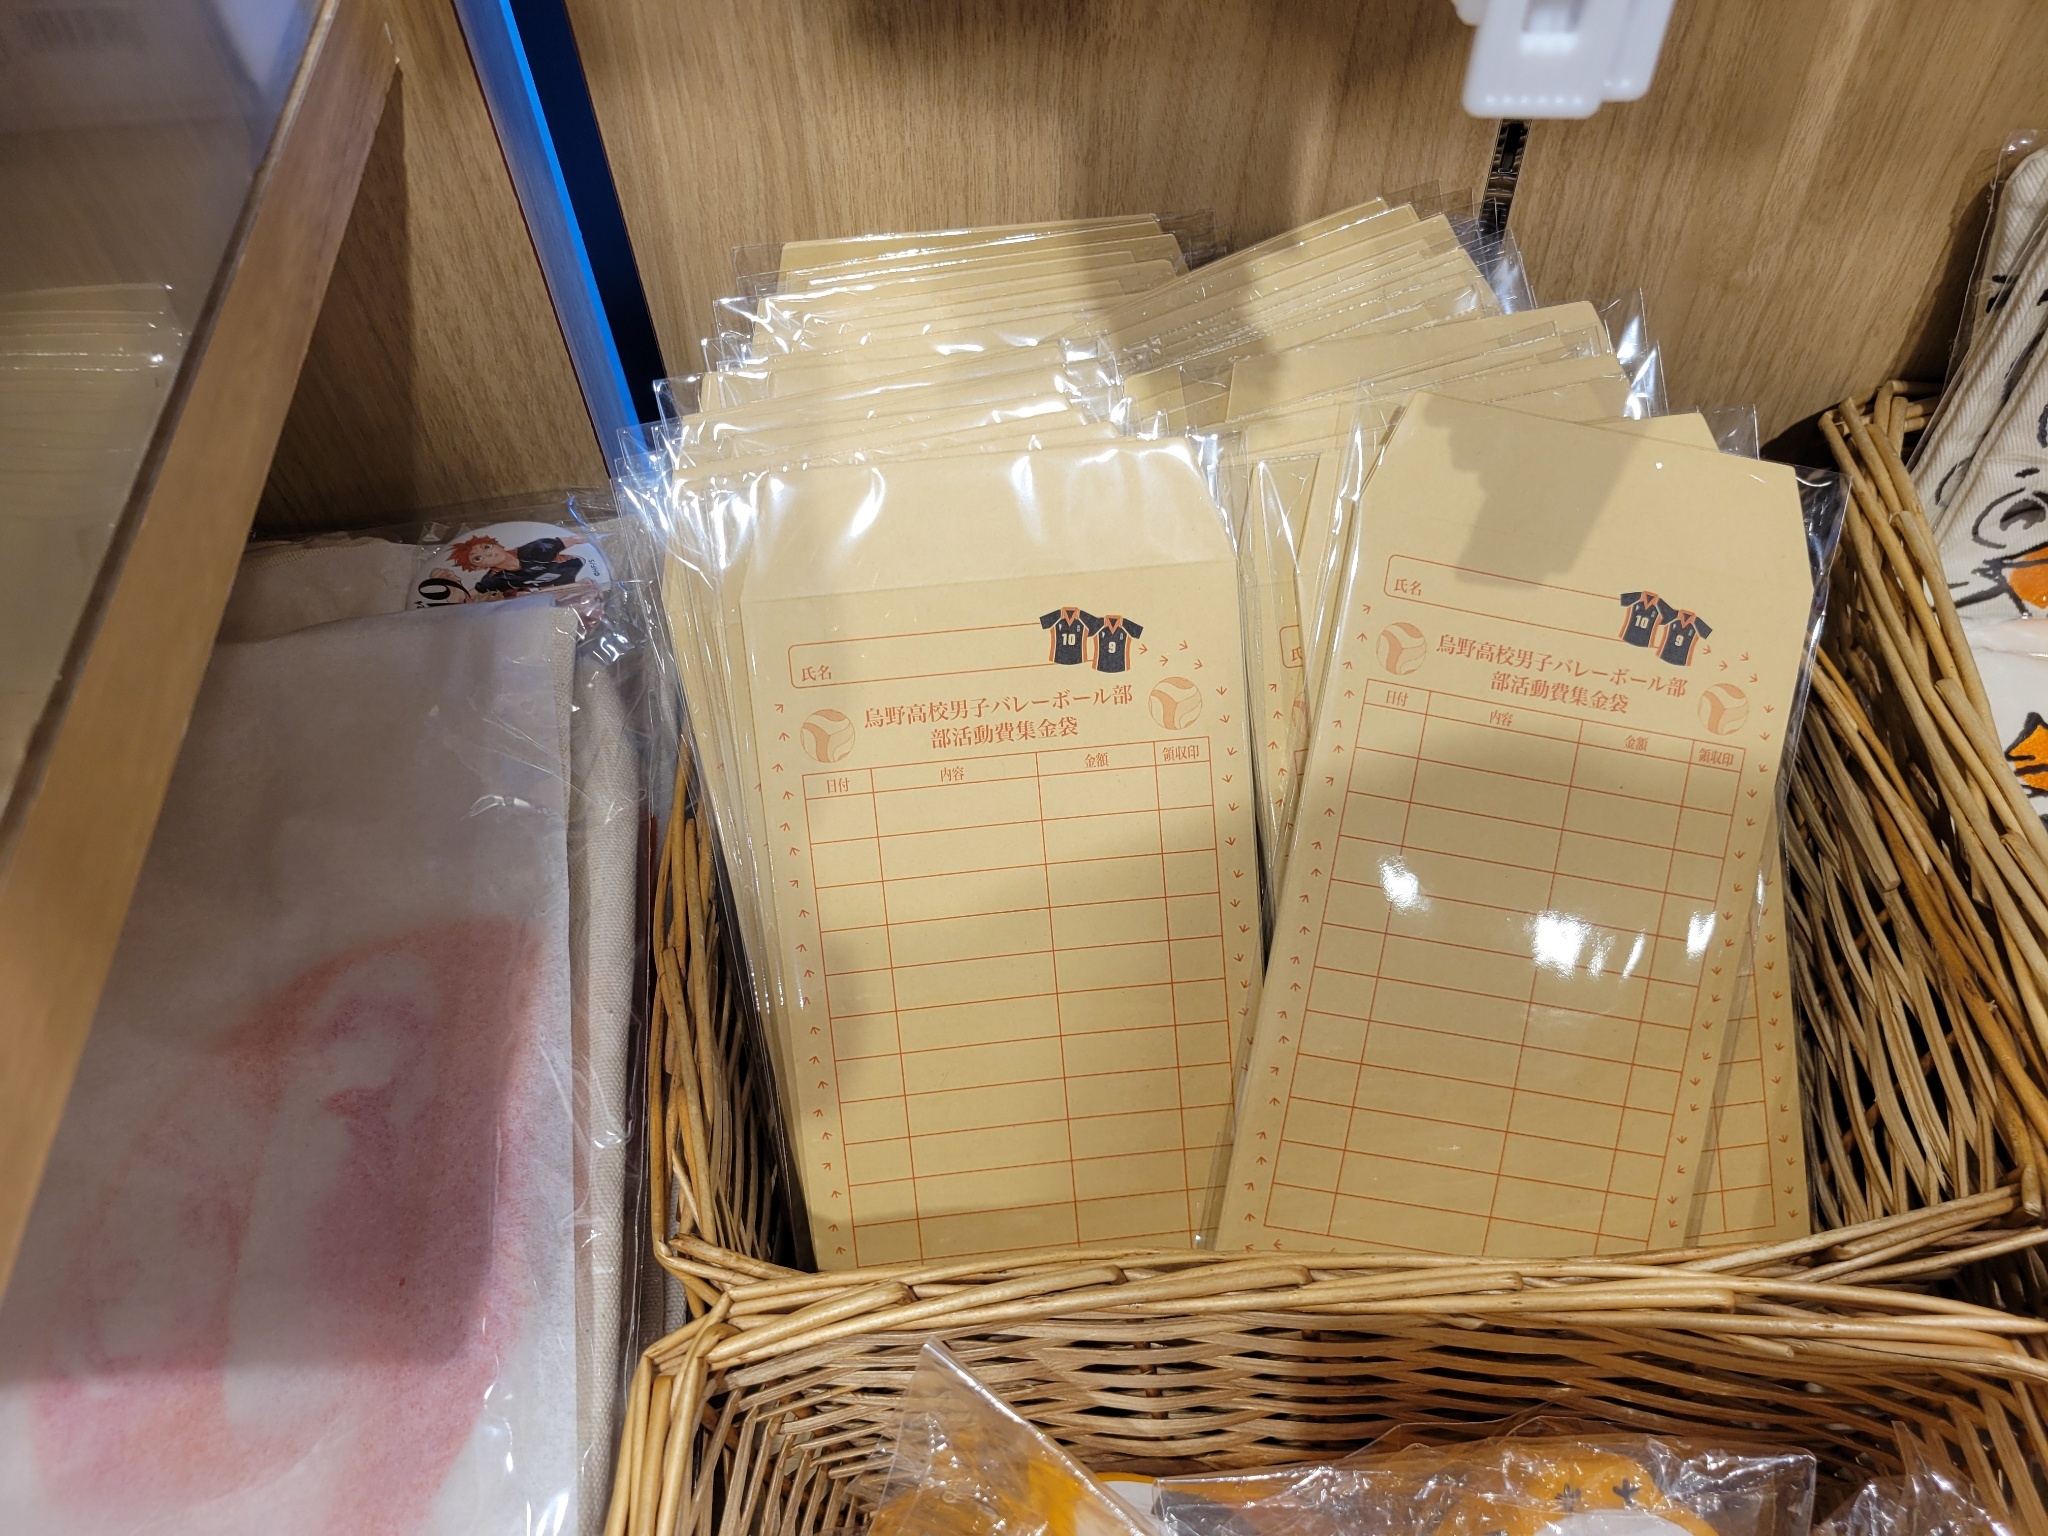 氏名
10
9
烏野高校男子バレーボール部
部活動費集金袋
日付 内容 金額 領収印
氏名
10
9
烏野高校男子バレーボール部
部活動費集金袋
日付 内容 金額 領収印
氏